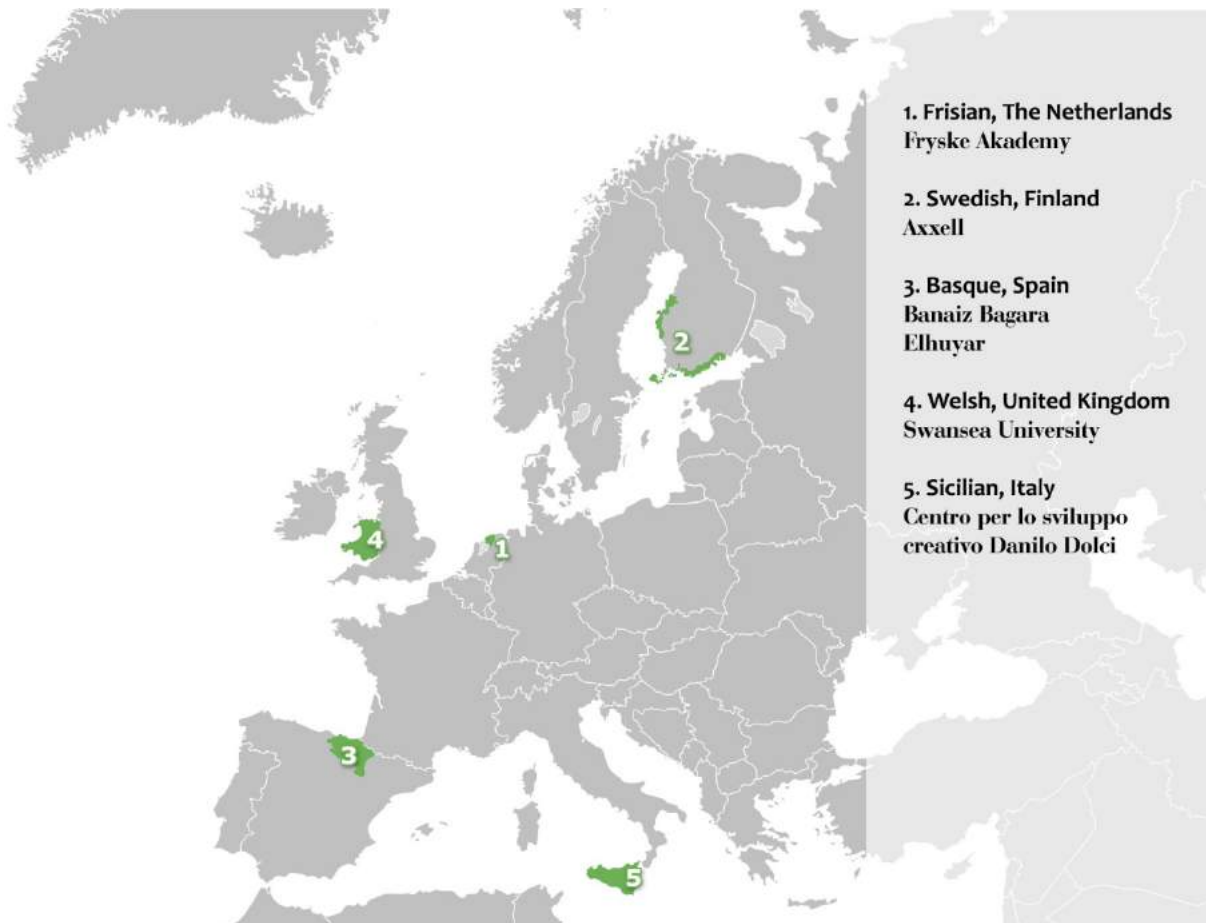 1. Frisian, The Netherlands
Fryske Akademy
2. Swedish, Finland
Axxell
3. Basque, Spain
Banaiz Bagara
Elhuyar
4. Welsh, United Kingdom
Swansea University
5. Sicilian, Italy
Centro per lo sviluppo
creativo Danilo Dolci
2
4
1
3
5